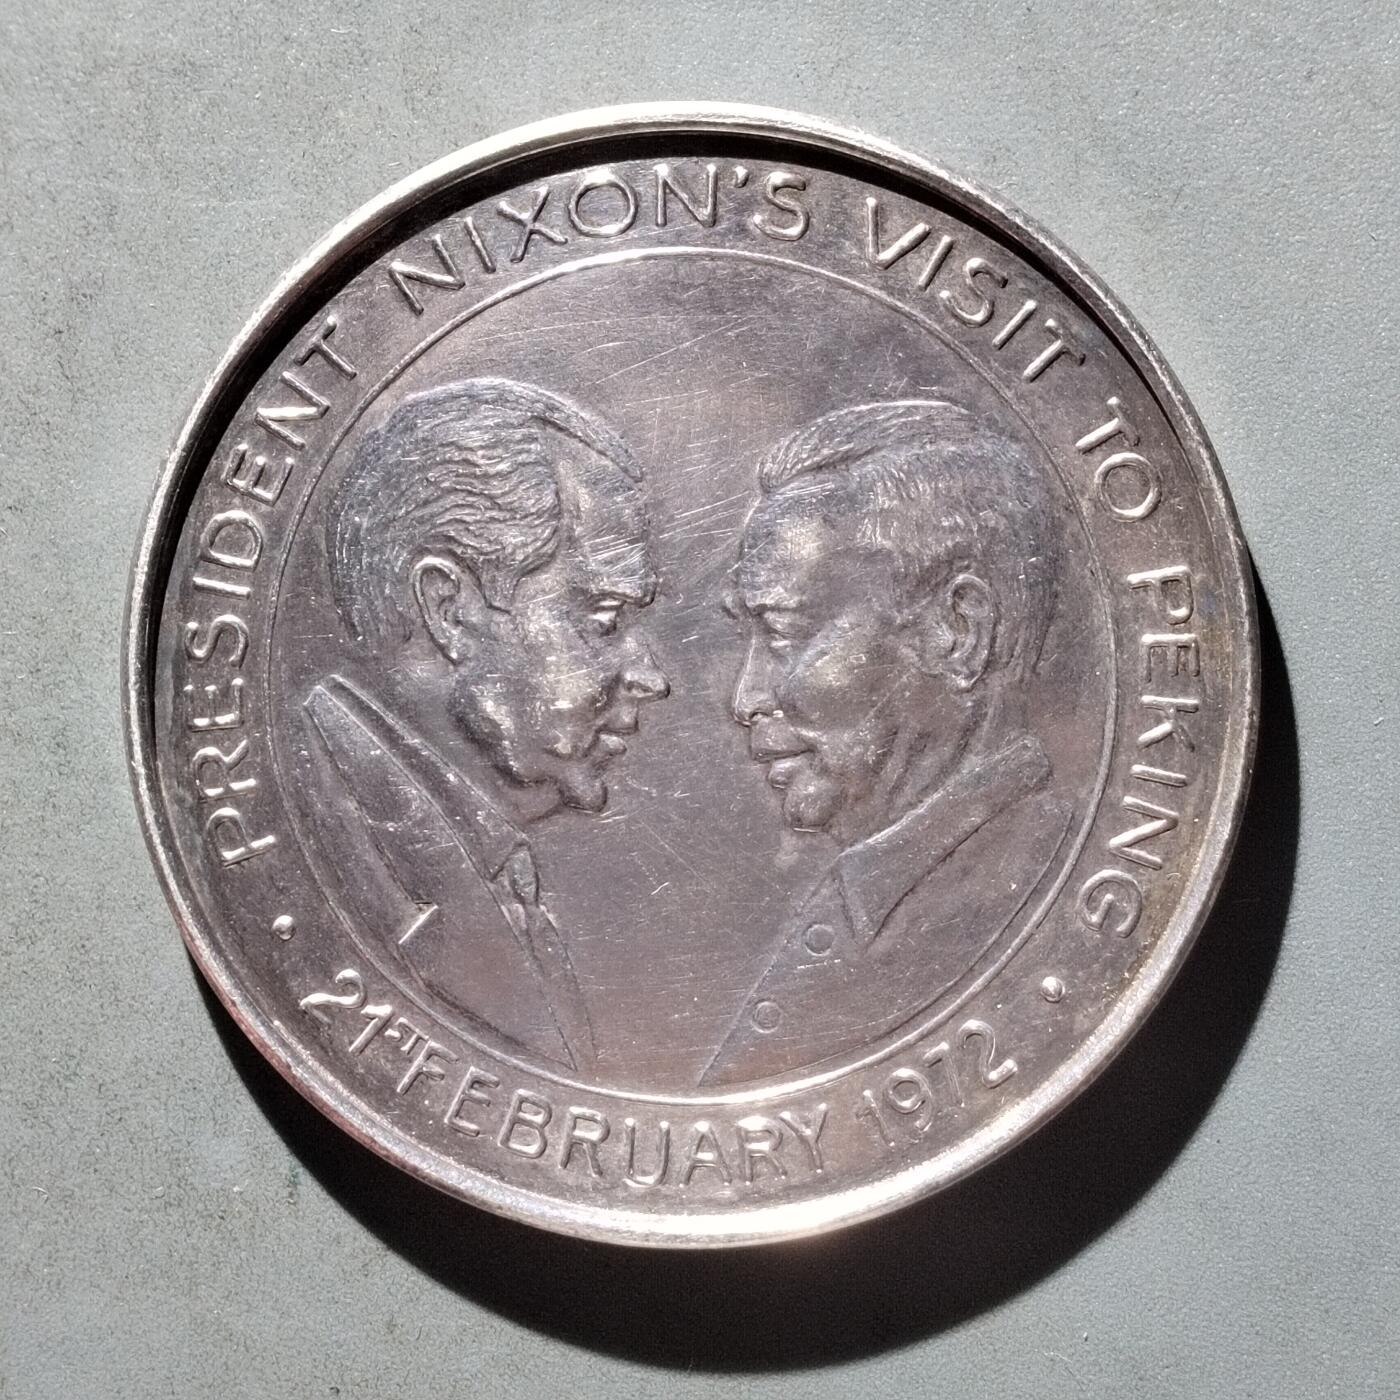 PRESIDENT NIXON'S VISIT TO PEKING
21ST FEBRUARY 1972